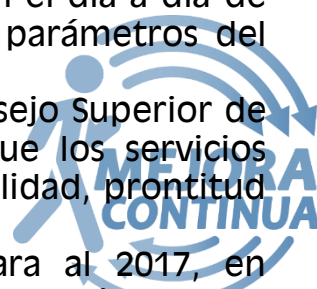 n el día a día de
parámetros del
sejo Superior de
ue los servicios
lidad, prontitud
ara al 2017, en
MEJORA
CONTINUA